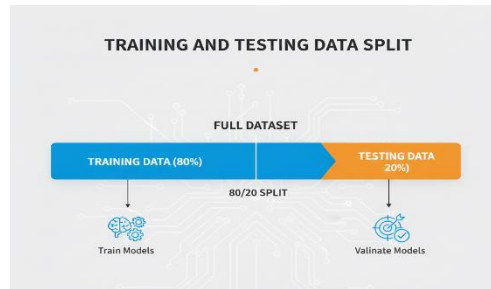 TRAINING AND TESTING DATA SPLIT
FULL DATASET
TRAINING DATA (80%)
TESTING DATA
20%)
80/20 SPLIT
Train Models
Valinate Models